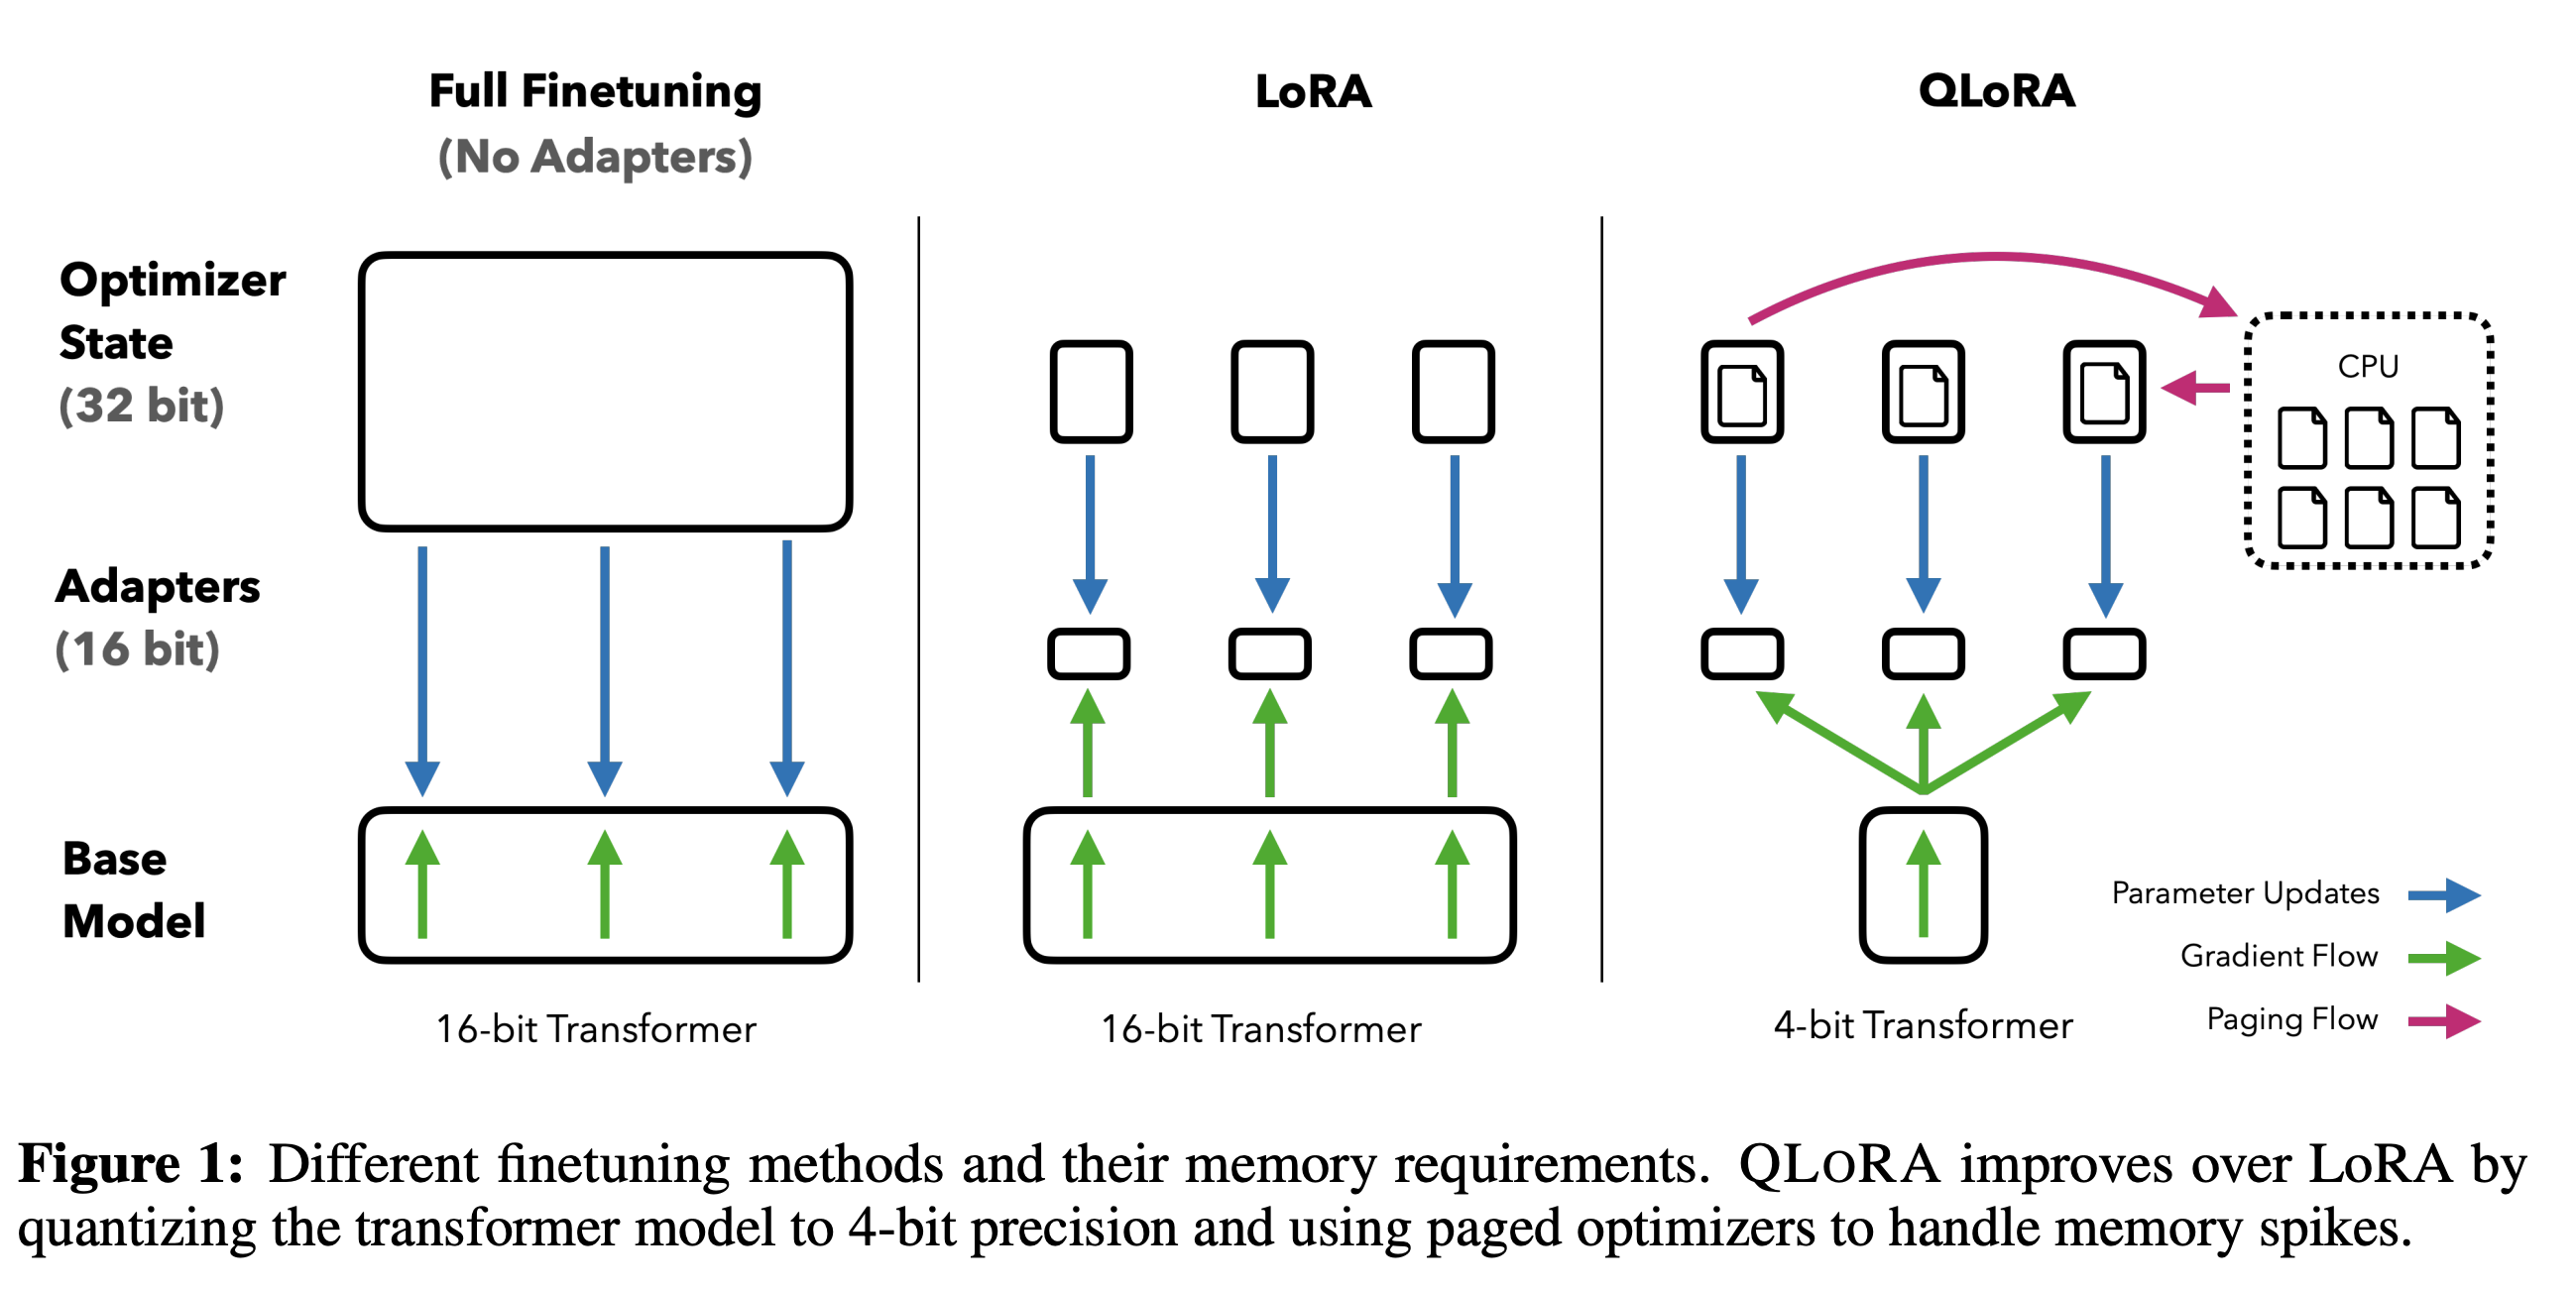 Full Finetuning
(No Adapters)
LoRA
QLoRA
Optimizer
State
(32 bit)
CPU
Adapters
(16 bit)
Base
Model
Parameter Updates
Gradient Flow
Paging Flow
16-bit Transformer
16-bit Transformer
4-bit Transformer
Figure 1: Different finetuning methods and their memory requirements. QLORA improves over LoRA by
quantizing the transformer model to 4-bit precision and using paged optimizers to handle memory spikes.